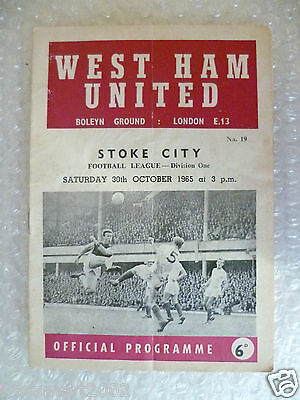 WEST HAM
UNITED
BOLEYN GROUND : LONDON E.13
No. 19
STOKE CITY
FOOTBALL LEAGUE—Division One
SATURDAY 30th OCTOBER 1965 at 3 p.m.
5
OFFICIAL PROGRAMME
6D